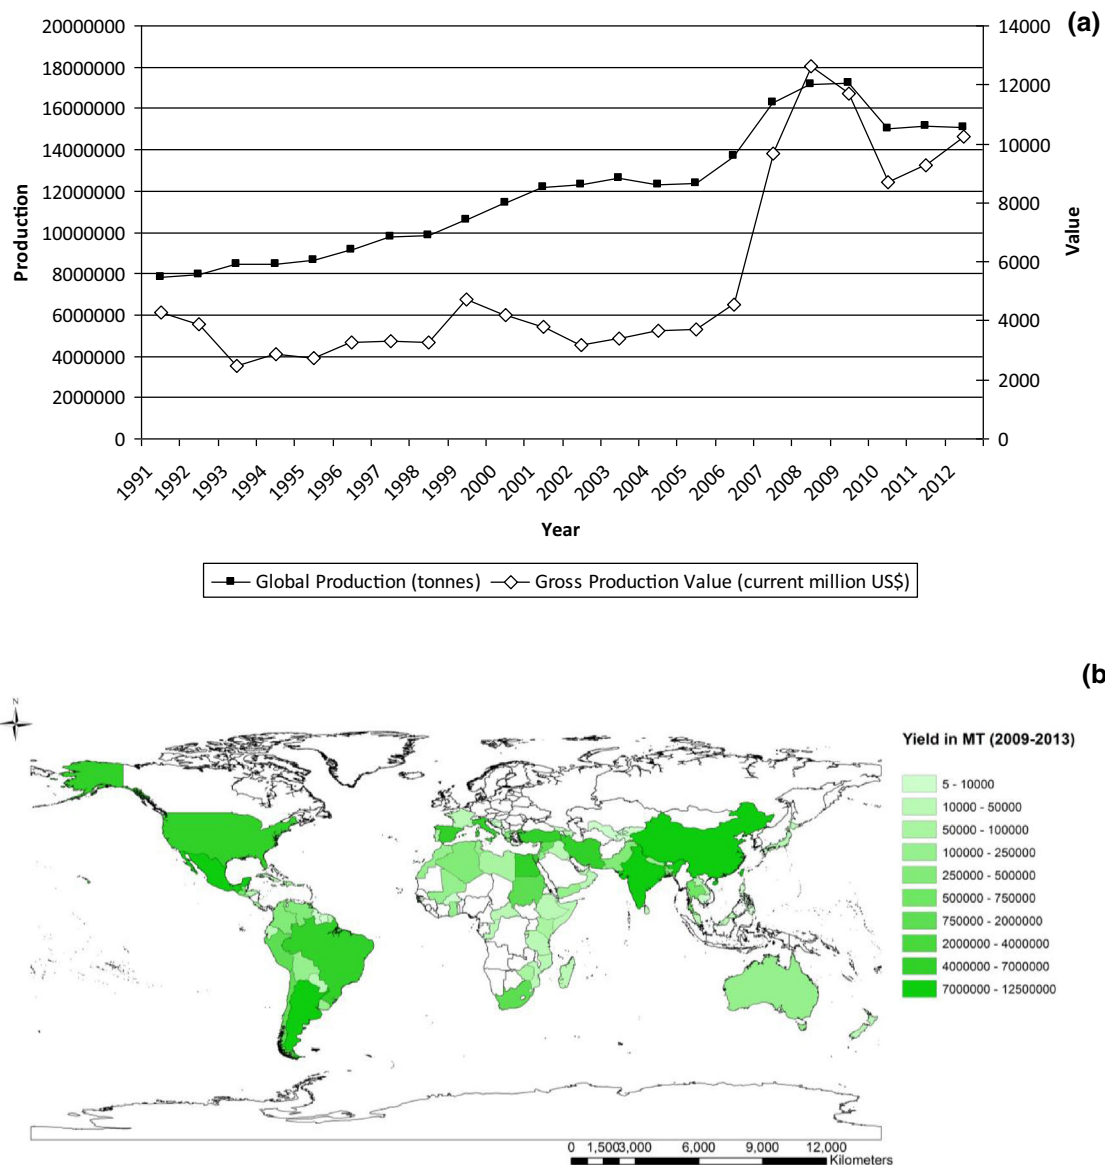 (a)
20000000
18000000
16000000
14000000
12000000
10000000
8000000
6000000
4000000
2000000
0
Production
14000
12000
10000
8000
6000
4000
2000
0
Value
1991 1992 1993 1994 1995 1996 1997 1998 1999 2000 2001 2002 2003 2004 2005 2006 2007 2008 2009 2010 2011 2012
Year
Global Production (tonnes) Gross Production Value (current million US$)
(b
N
Yield in MT (2009-2013)
5 - 10000
10000 - 50000
50000 - 100000
100000 - 250000
250000 - 500000
500000 - 750000
750000 - 2000000
2000000 - 4000000
4000000 - 7000000
7000000 - 12500000
0 1,5003,000 6,000 9,000 12,000
Kilometers